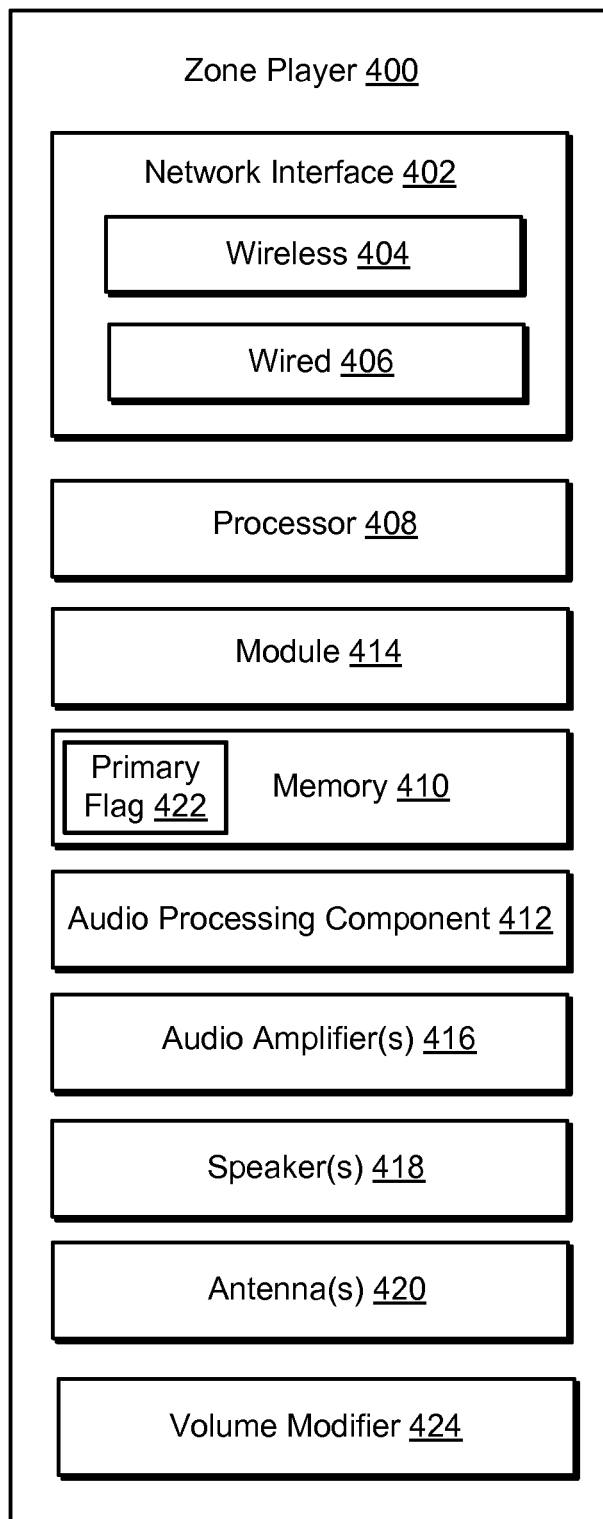 Zone Player 400
Network Interface 402
Wireless 404
Wired 406
Processor 408
Module 414
Primary
Flag 422
Memory 410
Audio Processing Component 412
Audio Amplifier(s) 416
Speaker(s) 418
Antenna(s) 420
Volume Modifier 424